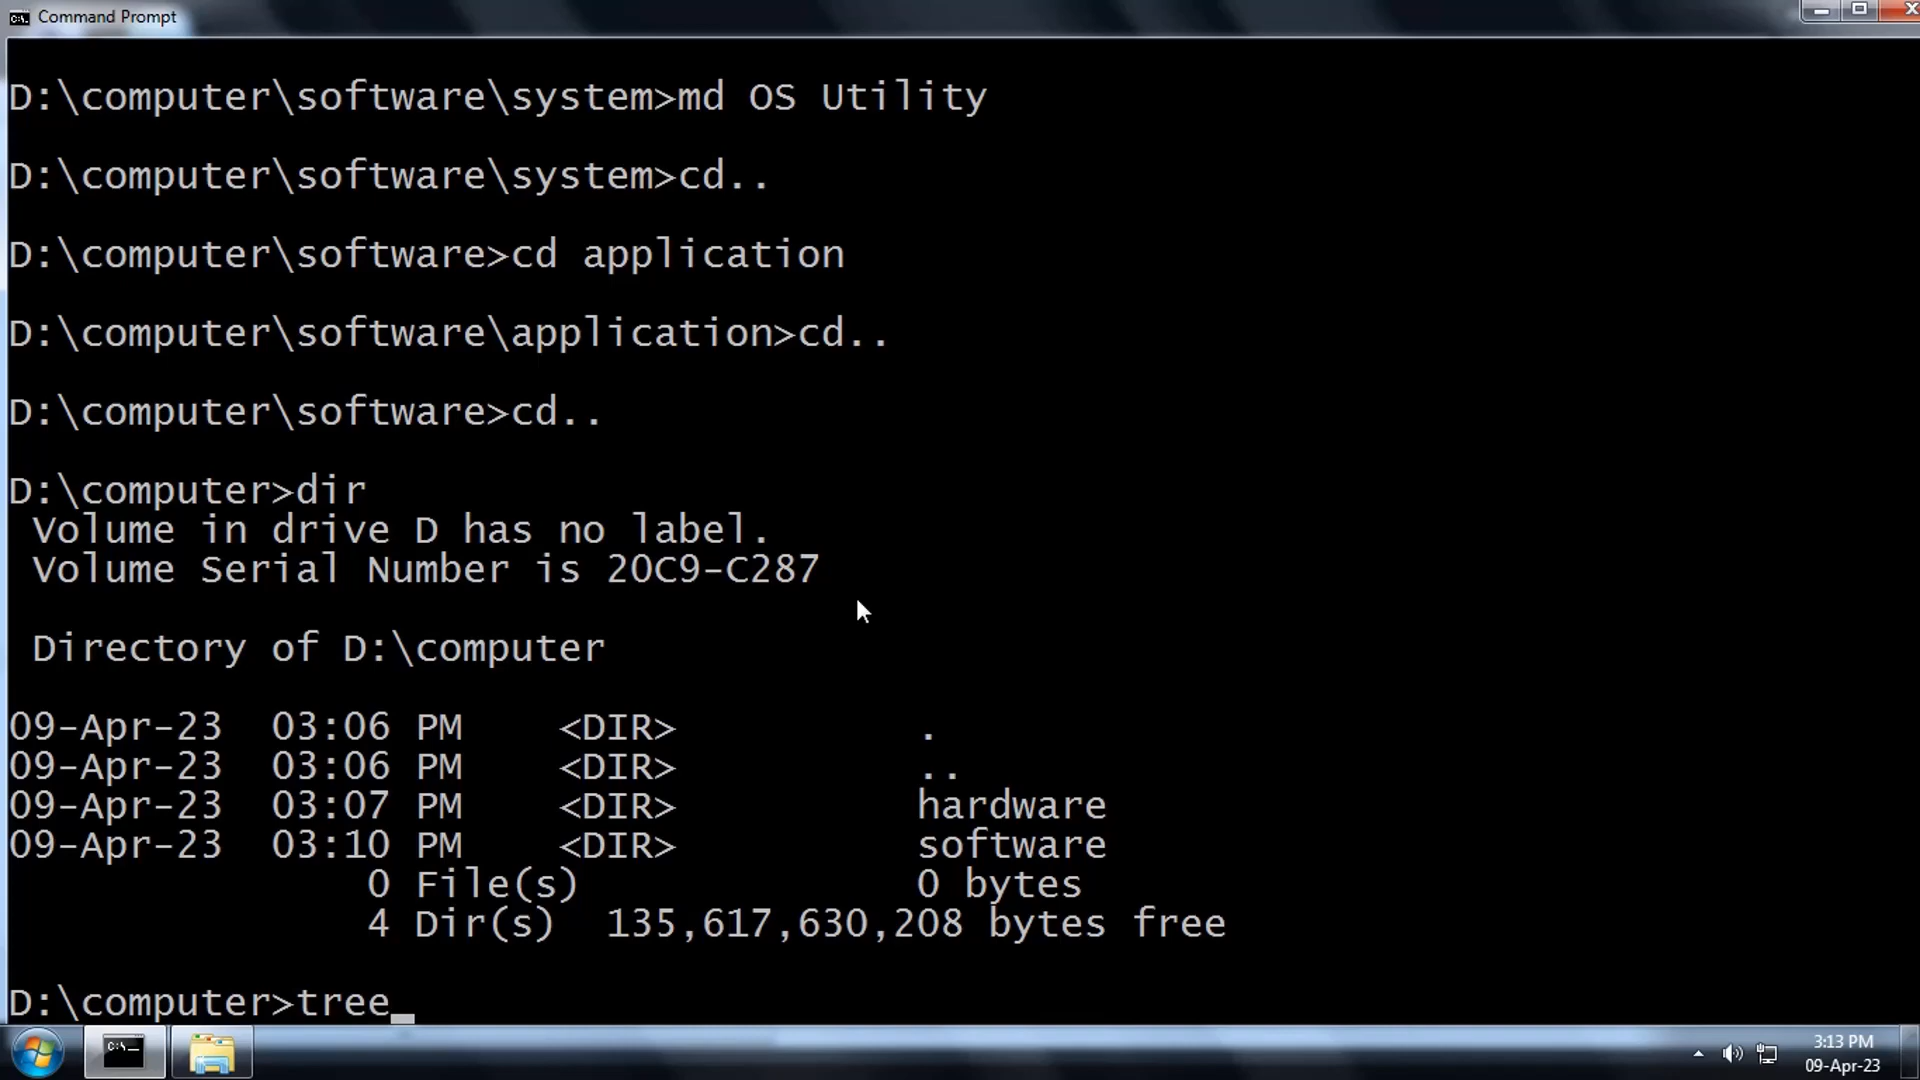 Command Prompt
D:\computer\software\system>md OS Utility
D:\computer\software\system>cd..
D:\computer\software>cd application
D:\computer\software\application>cd..
D:\computer\software>cd..
D:\computer>dir
Volume in drive D has no label.
Volume Serial Number is 20C9-C287
Directory of D:\computer
09-Apr-23 03:06 PM <DIR> .
09-Apr-23 03:06 PM <DIR> ..
09-Apr-23 03:07 PM <DIR> hardware
09-Apr-23 03:10 PM <DIR> software
0 File(s) 0 bytes
4 Dir(s) 135,617,630,208 bytes free
D:\computer>tree_
C:\
3:13 PM
09-Apr-23